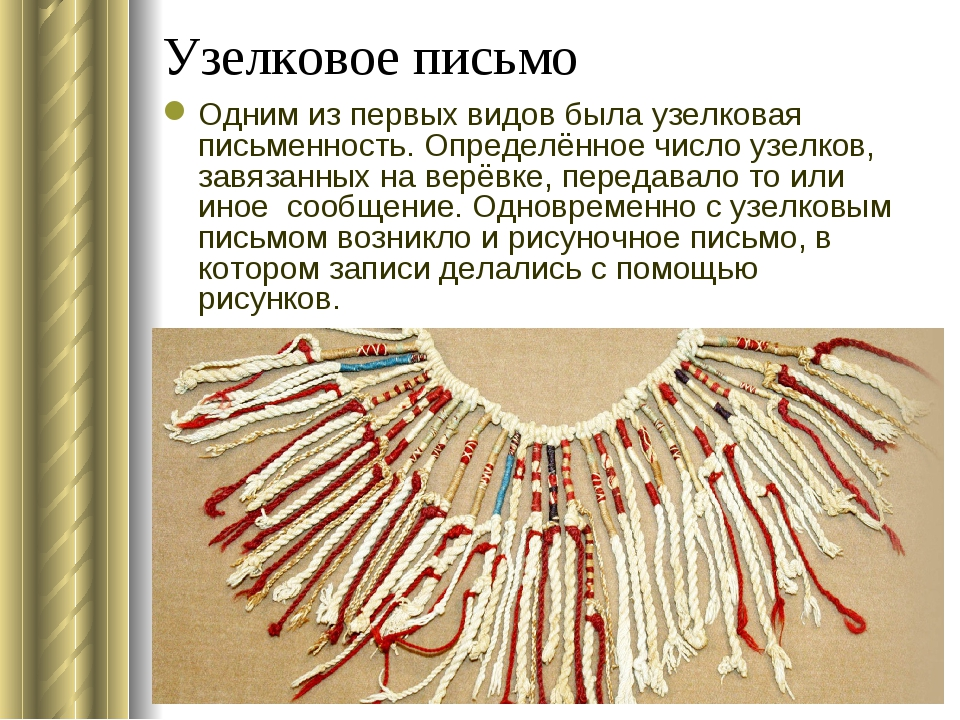 Узелковое письмо
Одним из первых видов была узелковая
письменность. Определённое число узелков,
завязанных на верёвке, передавало то или
иное  сообщение. Одновременно с узелковым
письмом возникло и рисуночное письмо, в
котором записи делались с помощью
рисунков.